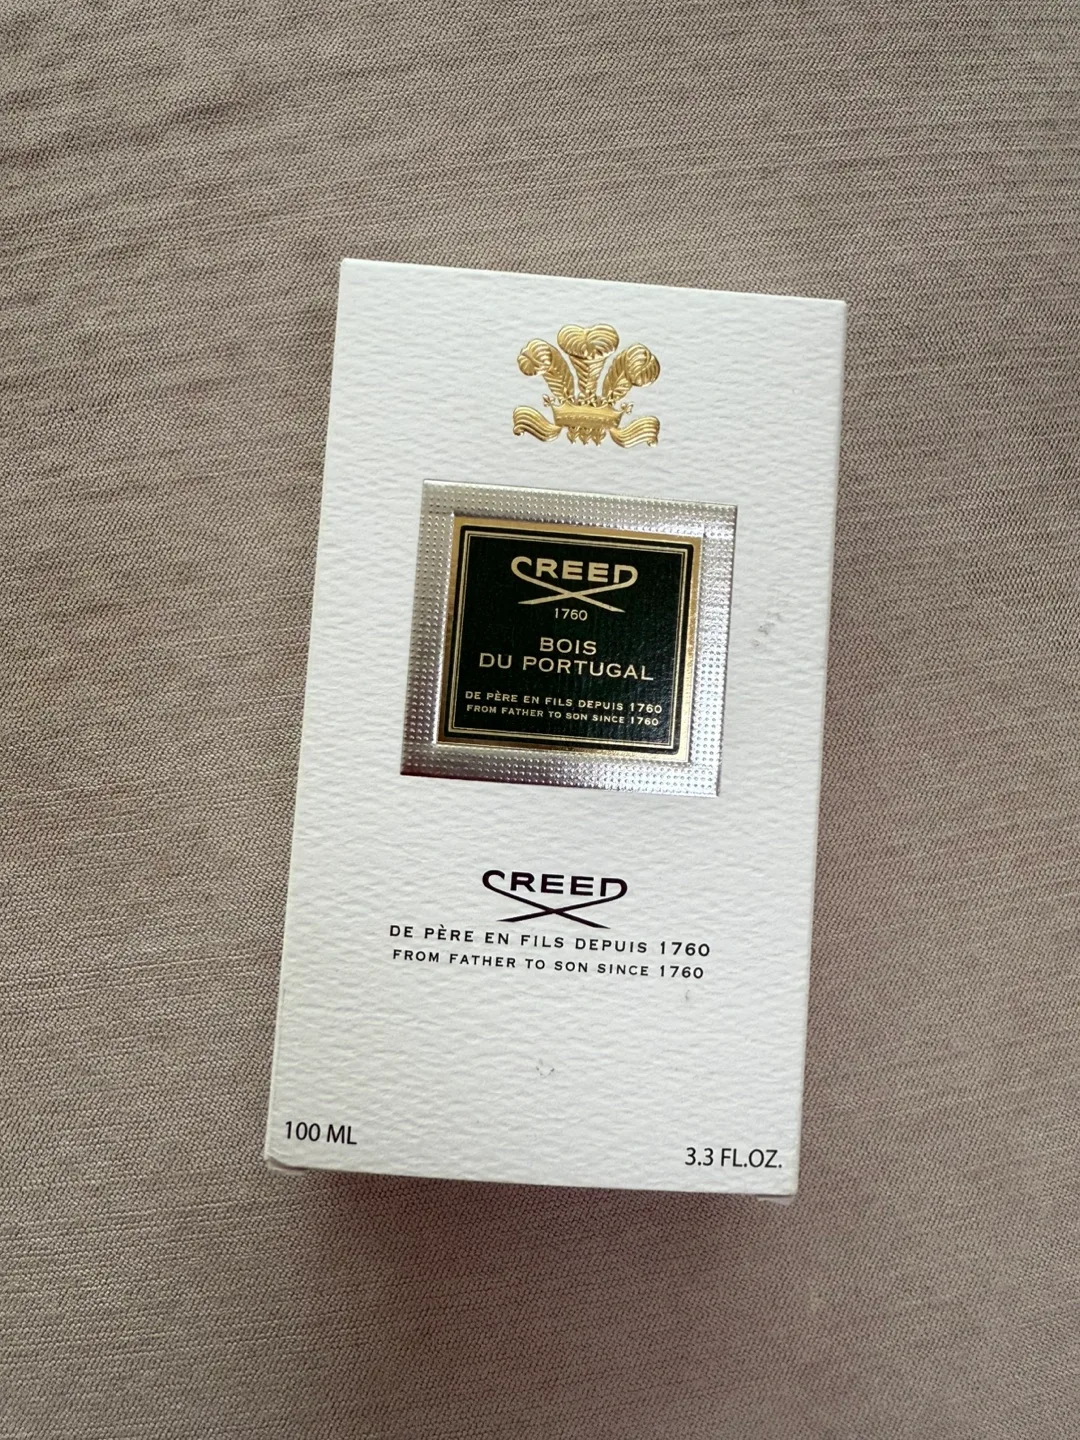 CREED
1760
BOIS
DU PORTUGAL
DE PÈRE EN FILS DEPUIS 1760
FROM FATHER TO SON SINCE 1760
CREED
DE PÈRE EN FILS DEPUIS 1760
FROM FATHER TO SON SINCE 1760
100 ML
3.3 FL.OZ.